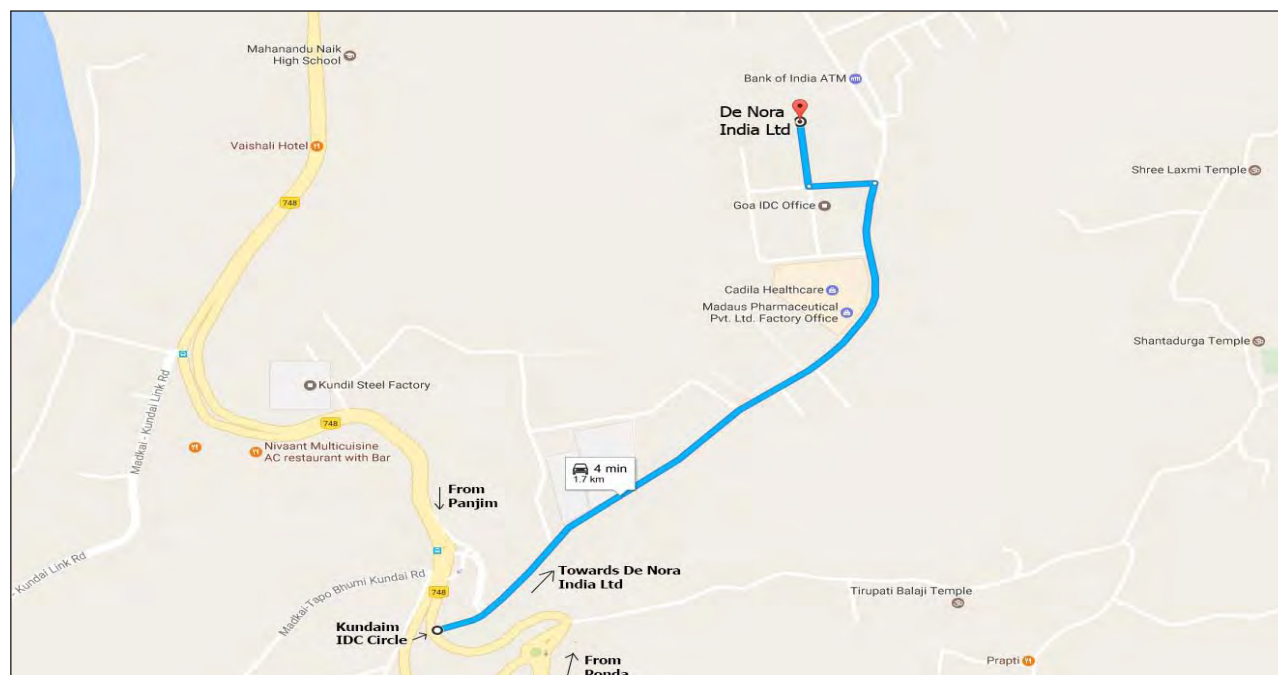 Mahanandu Naik
High School
Bank of India ATM
De Nora
India Ltd
Vaishali Hotel
Shree Laxmi Temple
748
Goa IDC Office
Cadila Healthcare
Madaus Pharmaceutical
Pvt. Ltd. Factory Office
Shantadurga Temple
Madkai - Kundai Link Rd
Kundil Steel Factory
748
Nivaant Multicuisine
AC restaurant with Bar
4 min
1.7 km
From
Panjim
- Kundai Link Rd
Madkai-Tapo Bhumi Kundai Rd
Towards De Nora
India Ltd
748
Tirupati Balaji Temple
Kundaim
IDC Circle
From
Ponda
Prapti